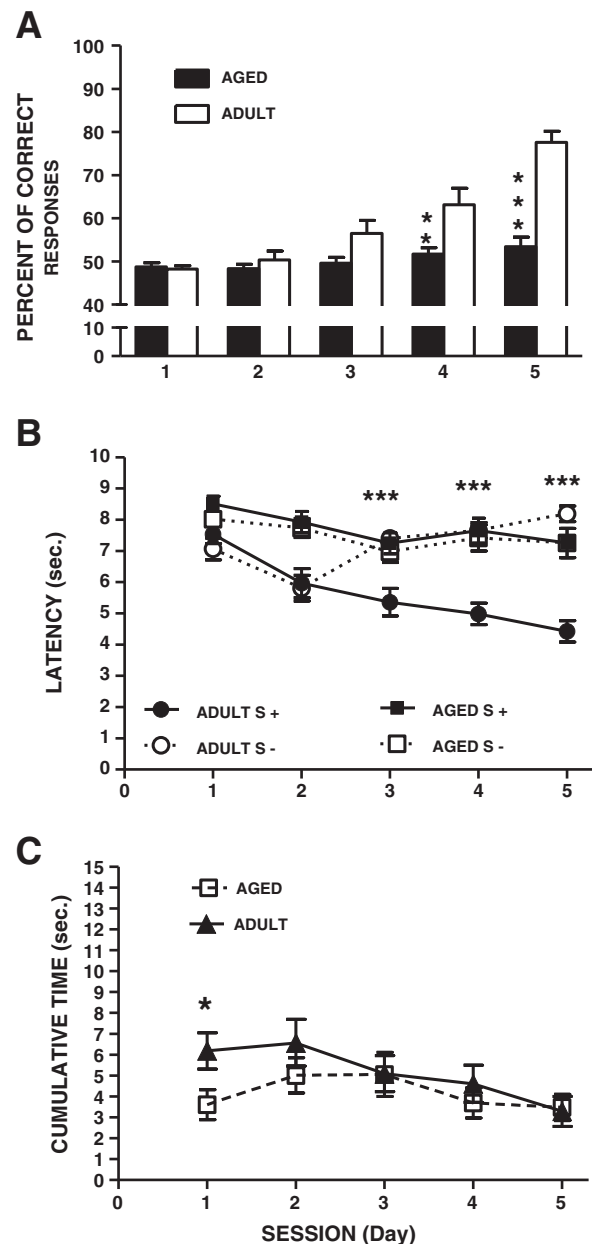 A
PERCENT OF CORRECT
RESPONSES
100
90
80
70
60
50
40
10
0
AGED
ADULT
**
***
1 2 3 4 5
B
LATENCY (sec.)
10
9
8
7
6
5
4
3
2
1
0
*** *** ***
ADULT S +
ADULT S -
AGED S +
AGED S -
0 1 2 3 4 5
C
CUMULATIVE TIME (sec.)
15
14
13
12
11
10
9
8
7
6
5
4
3
2
1
0
AGED
ADULT
*
0 1 2 3 4 5
SESSION (Day)